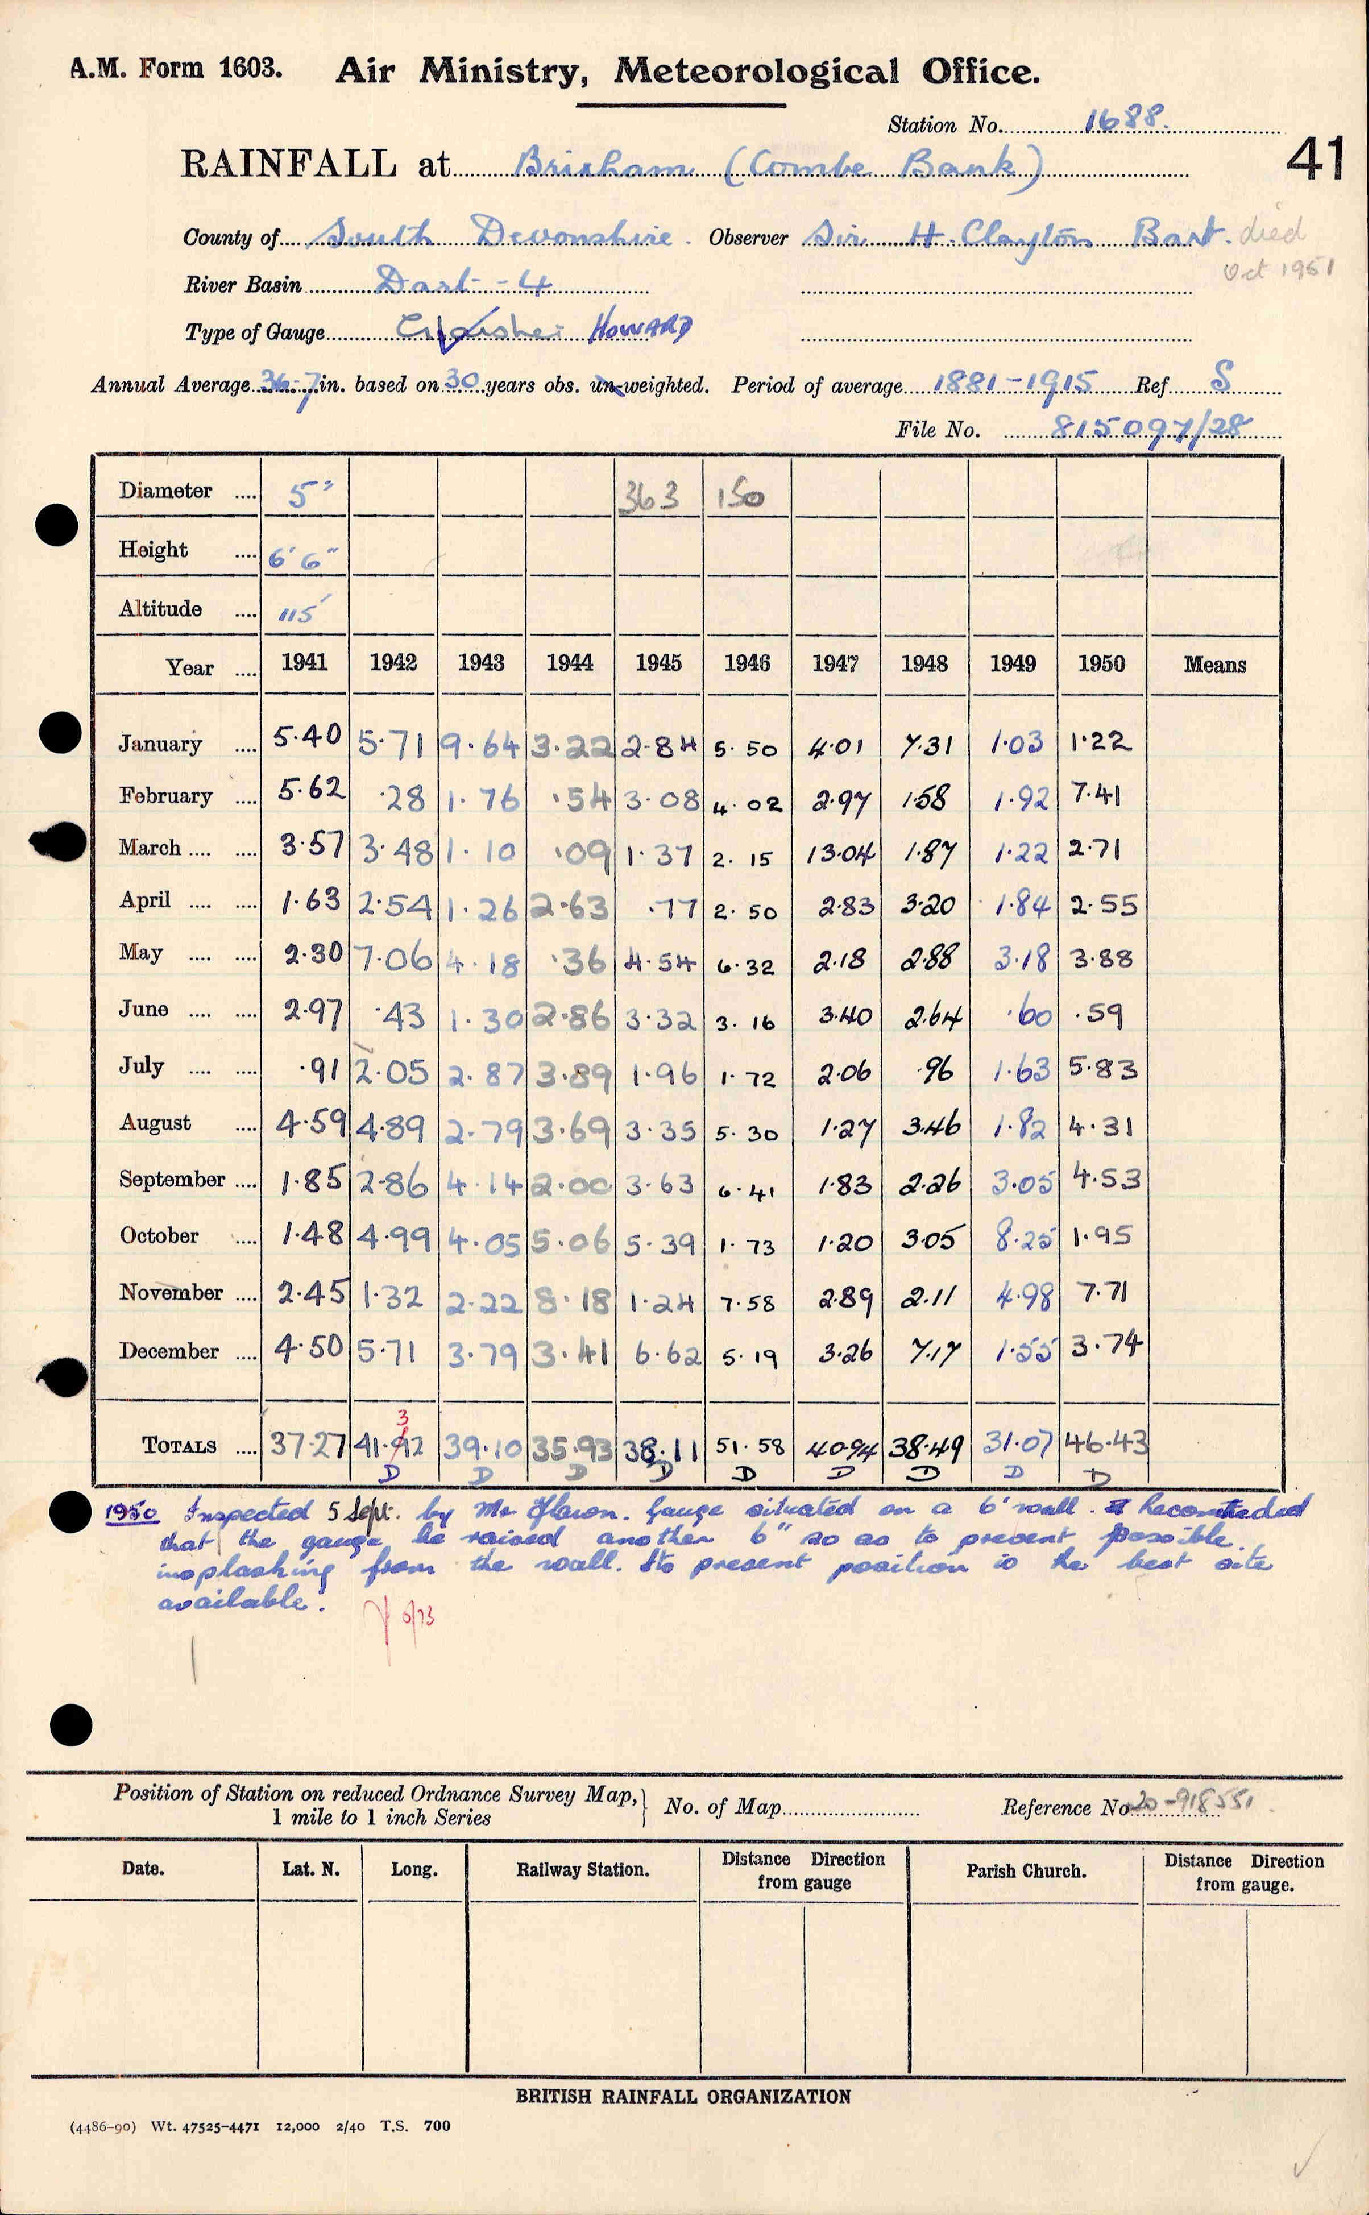 A.M. Form 1603. Air Ministry, Meteorological Office.
Station No. 1688.
41
RAINFALL at Brixham (Combe Bank)
County of South Devonshire. Observer Sir H. Clayton Bart. died
Oct 1951
River Basin Dart - 4
Type of Gauge Glaisher HOWARD
Annual Average 36.7 in. based on 30 years obs. un-weighted. Period of average 1881-1915 Ref S
File No. 815097/28
Diameter .... 5" 363 150
Height .... 6'6"
Altitude .... 115'
Year .... 1941 1942 1943 1944 1945 1946 1947 1948 1949 1950 Means
January .... 5.40 5.71 9.64 3.22 2.84 5.50 4.01 7.31 1.03 1.22
February .... 5.62 .28 1.76 .54 3.08 4.02 2.97 1.58 1.92 7.41
March .... .... 3.57 3.48 1.10 .09 1.37 2.15 13.04 1.87 1.22 2.71
April .... .... 1.63 2.54 1.26 2.63 .77 2.50 2.83 3.20 1.84 2.55
May .... .... 2.30 7.06 4.18 .36 4.54 6.32 2.18 2.88 3.18 3.88
June .... .... 2.97 .43 1.30 2.86 3.32 3.16 3.40 2.64 .60 .59
July .... .... .91 2.05 2.87 3.89 1.96 1.72 2.06 .96 1.63 5.83
August .... 4.59 4.89 2.79 3.69 3.35 5.30 1.27 3.46 1.82 4.31
September .... 1.85 2.86 4.14 2.00 3.63 6.41 1.83 2.26 3.05 4.53
October .... 1.48 4.99 4.05 5.06 5.39 1.73 1.20 3.05 8.25 1.95
November .... 2.45 1.32 2.22 8.18 1.24 7.58 2.89 2.11 4.98 7.71
December .... 4.50 5.71 3.79 3.41 6.62 5.19 3.26 7.17 1.55 3.74
3
TOTALS .... 37.27 41.92 39.10 35.93 38.11 51.58 40.94 38.49 31.07 46.43
D D D D D D D D D
1950 Inspected 5 Sept. by Mr Gauge situated on a 6' wall. Recommended
that the gauge be raised another 6" so as to prevent possible
insplashing from the wall. Its present position is the best site
available.
6/73
Position of Station on reduced Ordnance Survey Map,
1 mile to 1 inch Series
No. of Map Reference No 20-918551
Date. Lat. N. Long. Railway Station. Distance Direction from gauge Parish Church. Distance Direction from gauge.
BRITISH RAINFALL ORGANIZATION
(4486-90) Wt. 47525-4471 12,000 2/40 T.S. 700